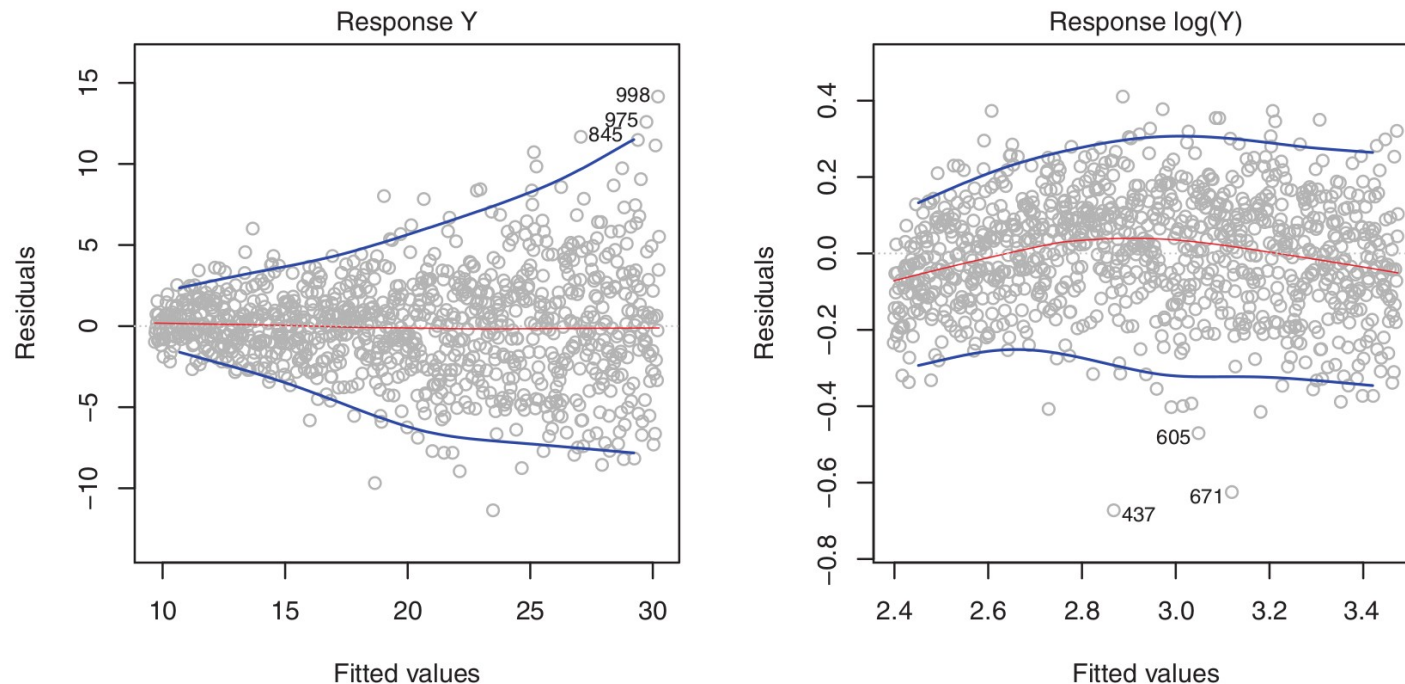 Response Y
Residuals
15
10
5
0
−5
−10
998
975
845
10 15 20 25 30
Fitted values
Response log(Y)
Residuals
0.4
0.2
0.0
−0.2
−0.4
−0.6
−0.8
605
671
437
2.4 2.6 2.8 3.0 3.2 3.4
Fitted values